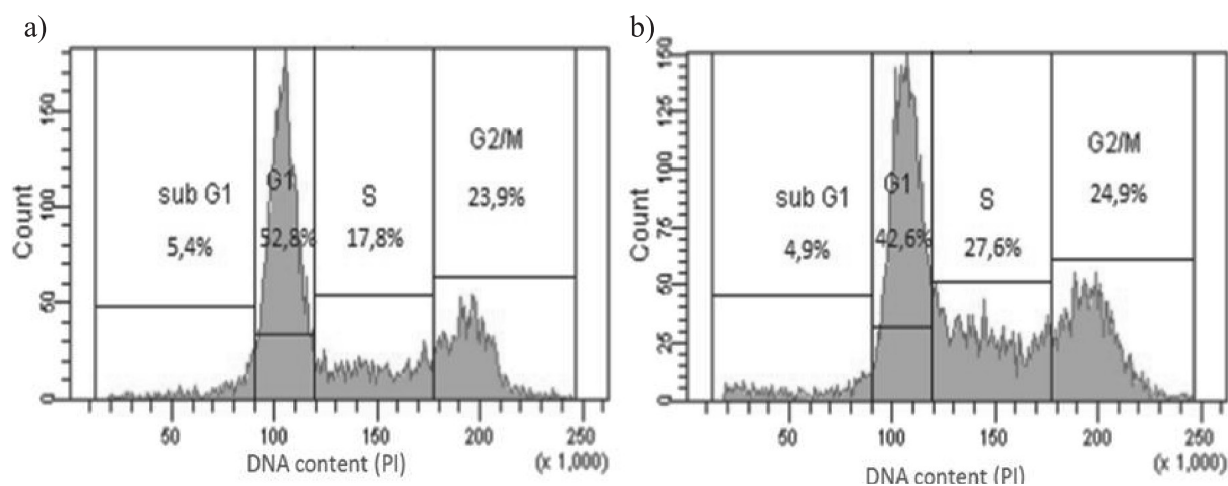 a)
Count
150
100
50
0
sub G1
5,4%
G1
52,8%
S
17,8%
G2/M
23,9%
50 100 150 200 250
DNA content (PI)
(x 1,000)
b)
Count
150
125
100
75
50
25
0
sub G1
4,9%
G1
42,6%
S
27,6%
G2/M
24,9%
50 100 150 200 250
(x 1,000)
DNA content (PI)